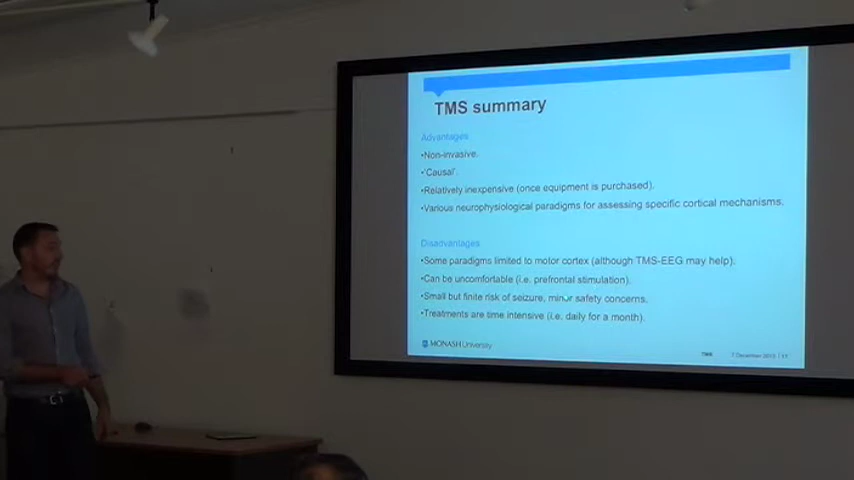 TMS summary
Advantages
•Non-invasive.
•'Causal'.
•Relatively inexpensive (once equipment is purchased).
•Various neurophysiological paradigms for assessing specific cortical mechanisms.
Disadvantages
•Some paradigms limited to motor cortex (although TMS-EEG may help).
•Can be uncomfortable (i.e. prefrontal stimulation).
•Small but finite risk of seizure, minor safety concerns.
•Treatments are time intensive (i.e. daily for a month).
MONASH University
TMS